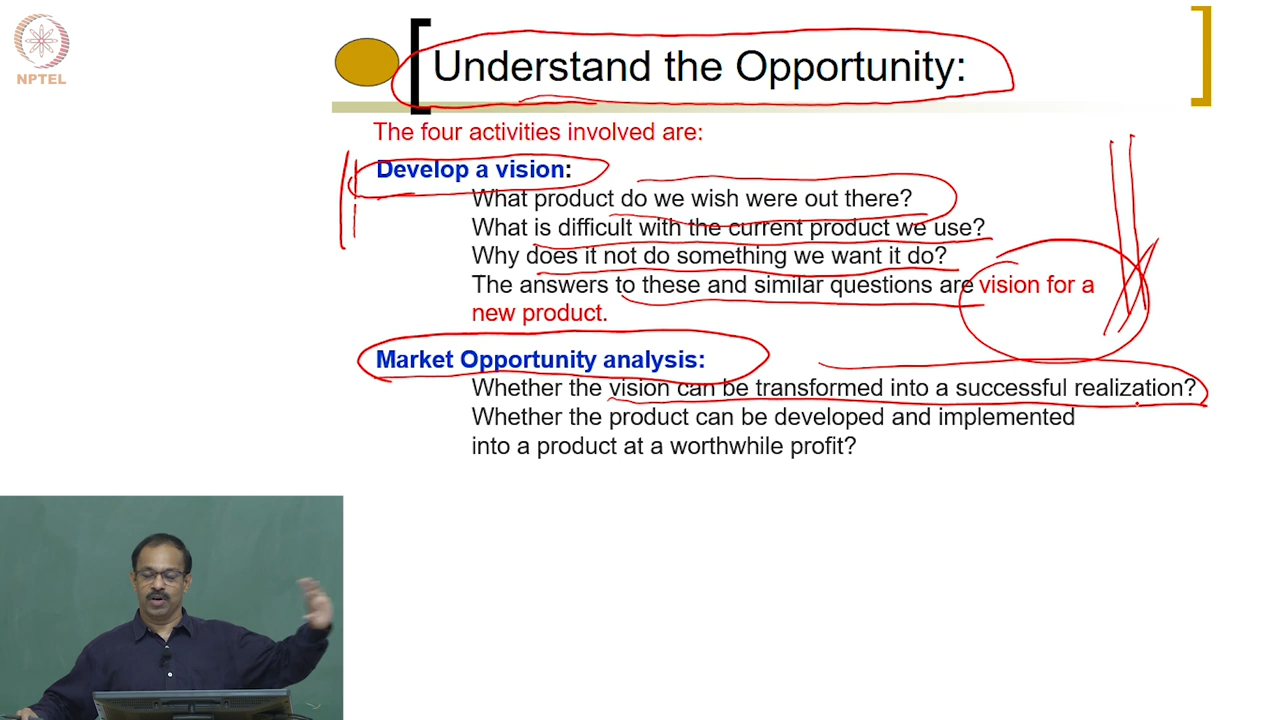 NPTEL
Understand the Opportunity:
The four activities involved are:
Develop a vision:
What product do we wish were out there?
What is difficult with the current product we use?
Why does it not do something we want it do?
The answers to these and similar questions are vision for a
new product.
Market Opportunity analysis:
Whether the vision can be transformed into a successful realization?
Whether the product can be developed and implemented
into a product at a worthwhile profit?